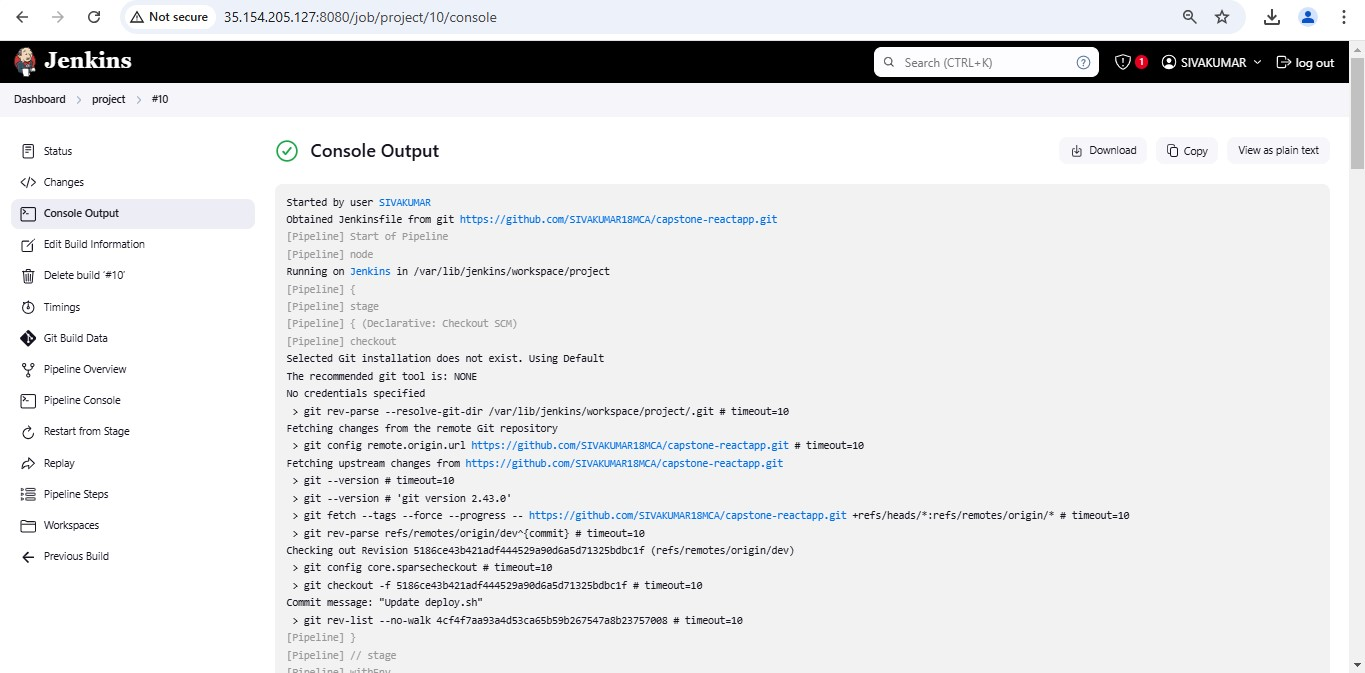 Not secure 35.154.205.127:8080/job/project/10/console
Jenkins
Search (CTRL+K)
1
SIVAKUMAR
log out
Dashboard > project > #10
Status
Changes
Console Output
Edit Build Information
Delete build ‘#10’
Timings
Git Build Data
Pipeline Overview
Pipeline Console
Restart from Stage
Replay
Pipeline Steps
Workspaces
Previous Build
Console Output
Download
Copy
View as plain text
Started by user SIVAKUMAR
Obtained Jenkinsfile from git https://github.com/SIVAKUMAR18MCA/capstone-reactapp.git
[Pipeline] Start of Pipeline
[Pipeline] node
Running on Jenkins in /var/lib/jenkins/workspace/project
[Pipeline] {
[Pipeline] stage
[Pipeline] { (Declarative: Checkout SCM)
[Pipeline] checkout
Selected Git installation does not exist. Using Default
The recommended git tool is: NONE
No credentials specified
> git rev-parse --resolve-git-dir /var/lib/jenkins/workspace/project/.git # timeout=10
Fetching changes from the remote Git repository
> git config remote.origin.url https://github.com/SIVAKUMAR18MCA/capstone-reactapp.git # timeout=10
Fetching upstream changes from https://github.com/SIVAKUMAR18MCA/capstone-reactapp.git
> git --version # timeout=10
> git --version # 'git version 2.43.0'
> git fetch --tags --force --progress -- https://github.com/SIVAKUMAR18MCA/capstone-reactapp.git +refs/heads/*:refs/remotes/origin/* # timeout=10
> git rev-parse refs/remotes/origin/dev^{commit} # timeout=10
Checking out Revision 5186ce43b421adf444529a90d6a5d71325bdbc1f (refs/remotes/origin/dev)
> git config core.sparsecheckout # timeout=10
> git checkout -f 5186ce43b421adf444529a90d6a5d71325bdbc1f # timeout=10
Commit message: "Update deploy.sh"
> git rev-list --no-walk 4cf4f7aa93a4d53ca65b59b267547a8b23757008 # timeout=10
[Pipeline] }
[Pipeline] // stage
[Pipeline] withEnv